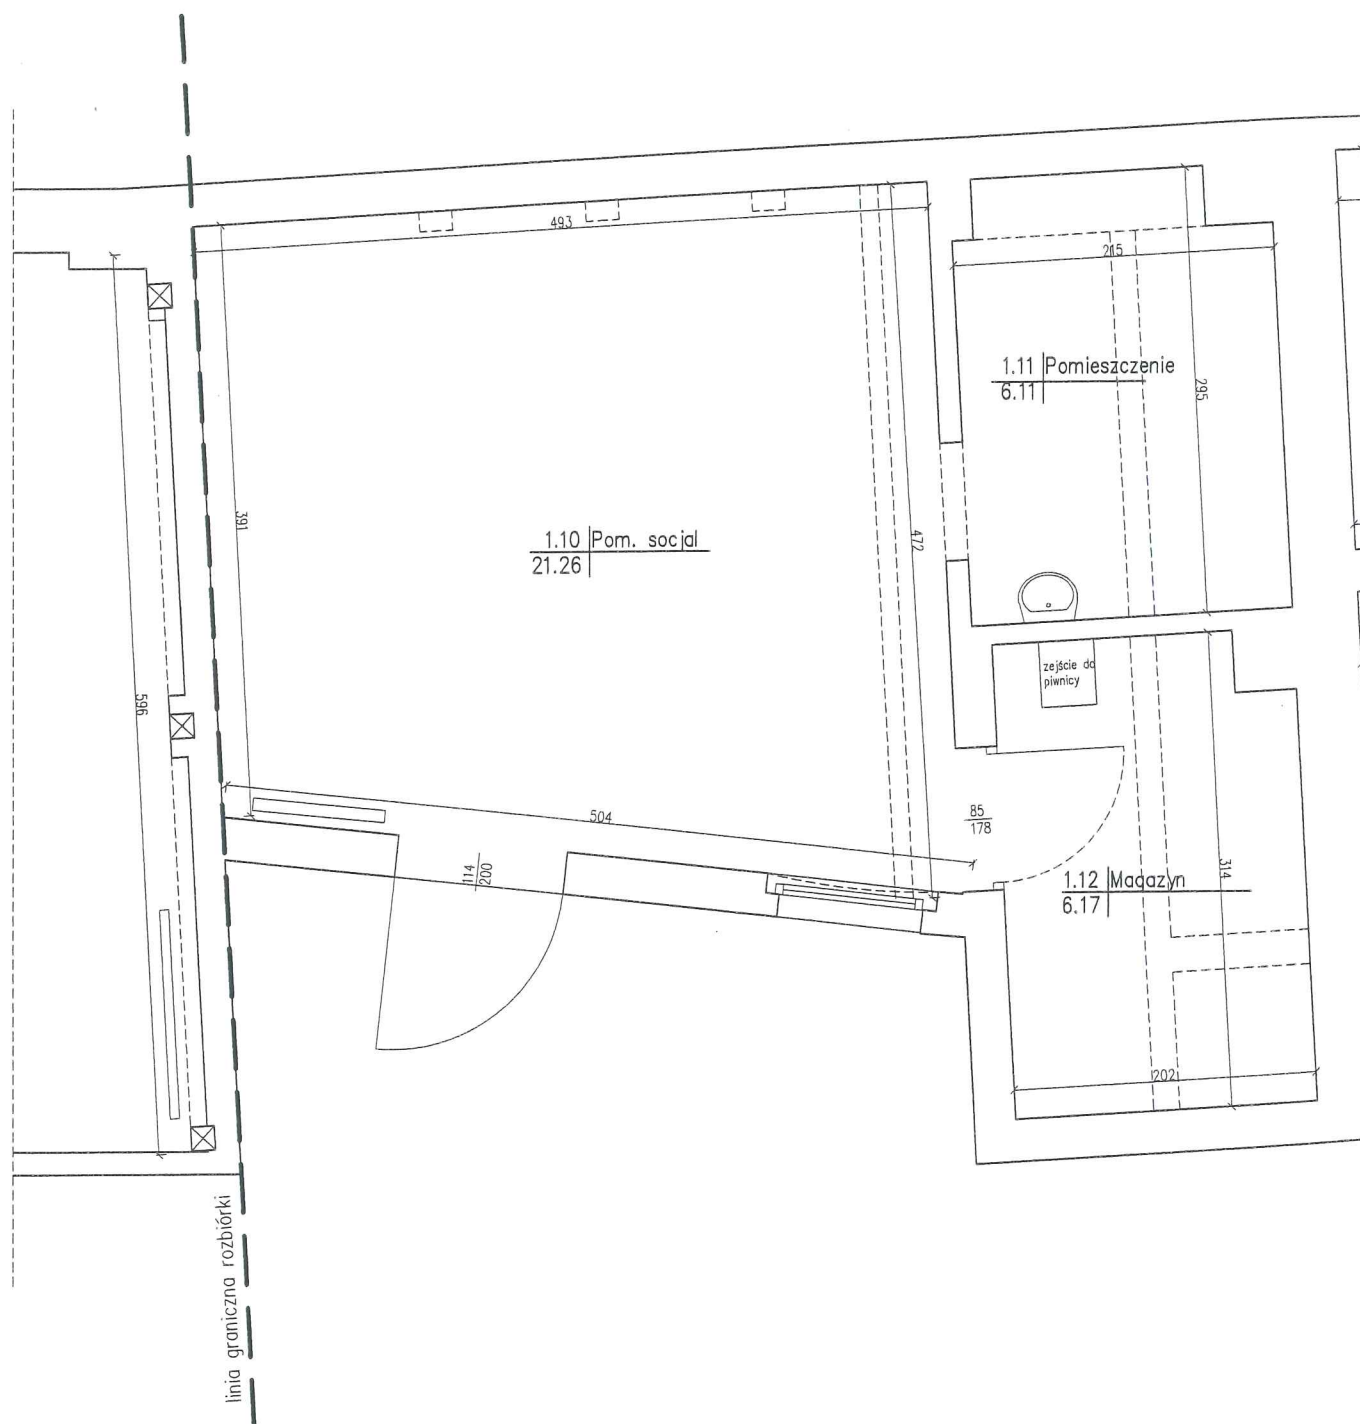 493
215
1.11 Pomieszczenie
6.11
295
391
1.10 Pom. socjal
21.26
472
596
zejście do
piwnicy
504
85
178
114
200
314
1.12 Magazyn
6.17
202
linia graniczna rozbiórki